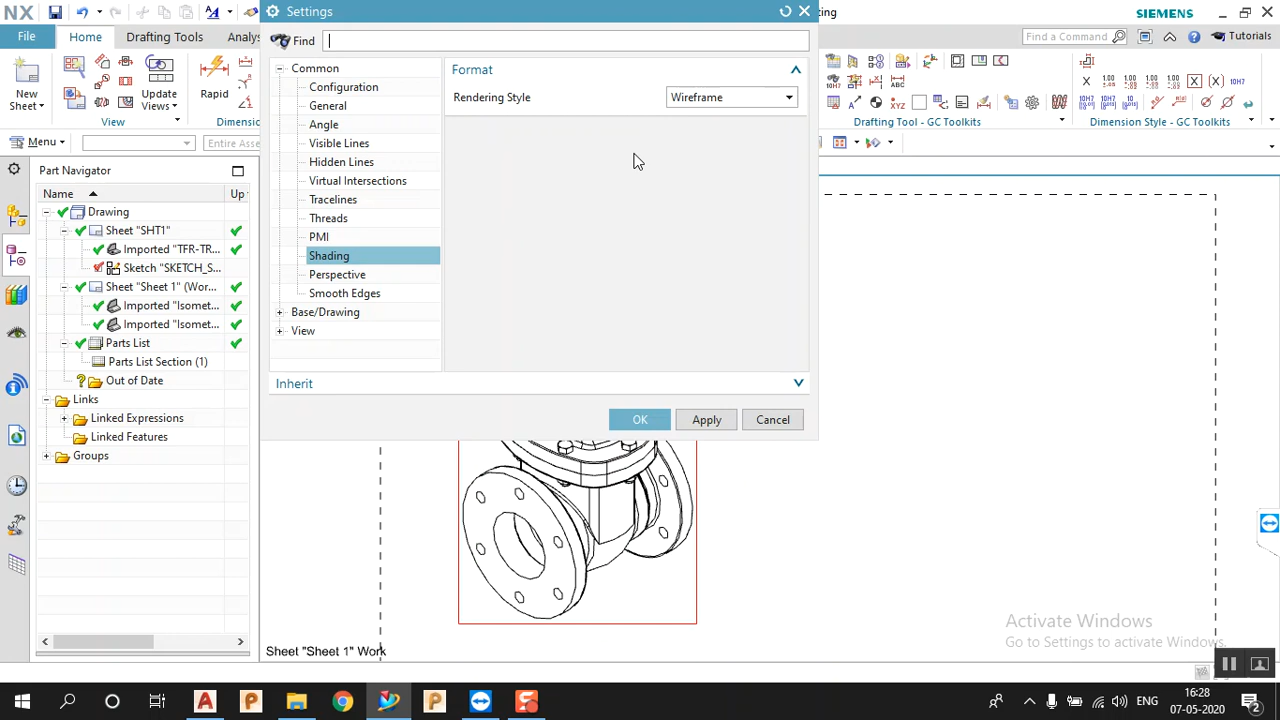 NX
Settings
ting
SIEMENS
File
Home
Drafting Tools
Analys
Find
Find a Command
Tutorials
New
Sheet
Update
Views
View
Rapid
Dimensio
Drafting Tool - GC Toolkits
Dimension Style - GC Toolkits
Menu
Entire Asse
Part Navigator
Name
Up
Drawing
Sheet "SHT1"
Imported "TFR-TR...
Sketch "SKETCH_S...
Sheet "Sheet 1" (Wor...
Imported "Isomet...
Imported "Isomet...
Parts List
Parts List Section (1)
Out of Date
Links
Linked Expressions
Linked Features
Groups
Common
Configuration
General
Angle
Visible Lines
Hidden Lines
Virtual Intersections
Tracelines
Threads
PMI
Shading
Perspective
Smooth Edges
Base/Drawing
View
Format
Rendering Style
Wireframe
Inherit
OK
Apply
Cancel
Sheet "Sheet 1" Work
Activate Windows
Go to Settings to activate Windows.
ENG
16:28
07-05-2020
2